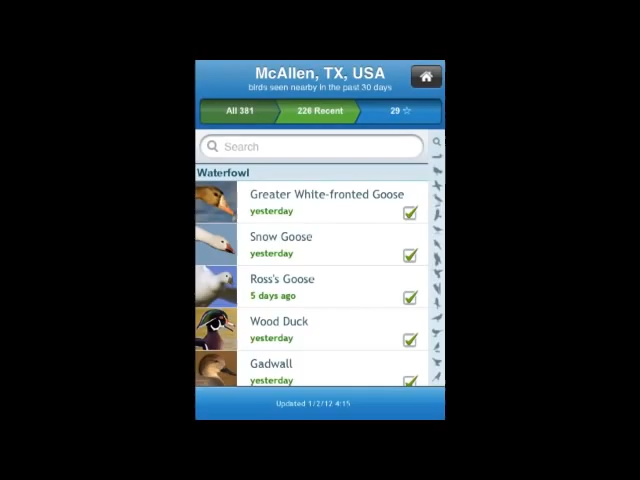 McAllen, TX, USA
birds seen nearby in the past 30 days
All 381 226 Recent 29 ☆
Search
Waterfowl
Greater White-fronted Goose
yesterday
Snow Goose
yesterday
Ross's Goose
5 days ago
Wood Duck
yesterday
Gadwall
yesterday
Updated 1/2/12 4:15